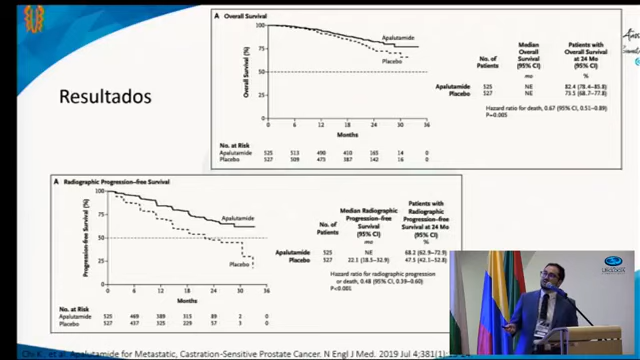 Resultados
A Overall Survival
Overall Survival (%)
100
75
50
25
0
Apalutamide
Placebo
0 6 12 18 24 30 36
Months
No. at Risk
Apalutamide 525 513 490 410 165 14 0
Placebo 527 509 473 387 142 16 0
No. of Patients
Median Overall Survival (95% CI)
Patients with Overall Survival at 24 Mo (95% CI)
mo
%
Apalutamide 525 NE 82.4 (78.4–85.8)
Placebo 527 NE 73.5 (68.7–77.8)
Hazard ratio for death, 0.67 (95% CI, 0.51–0.89)
P=0.005
A Radiographic Progression-free Survival
Progression-free Survival (%)
100
75
50
25
0
Apalutamide
Placebo
0 6 12 18 24 30 36
Months
No. at Risk
Apalutamide 525 469 389 315 89 2 0
Placebo 527 437 325 229 57 3 0
No. of Patients
Median Radiographic Progression-free Survival (95% CI)
Patients with Radiographic Progression-free Survival at 24 Mo (95% CI)
mo
%
Apalutamide 525 NE 68.2 (62.9–72.9)
Placebo 527 22.1 (18.5–32.9) 47.5 (42.1–52.8)
Hazard ratio for radiographic progression or death, 0.48 (95% CI, 0.39–0.60)
P<0.001
Chi K., et al. Apalutamide for Metastatic, Castration-Sensitive Prostate Cancer. N Engl J Med. 2019 Jul 4;381(1)